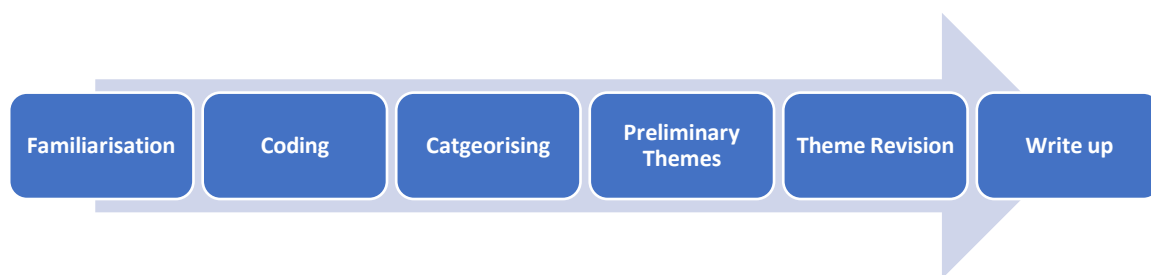 Familiarisation
Coding
Catgeorising
Preliminary
Themes
Theme Revision
Write up